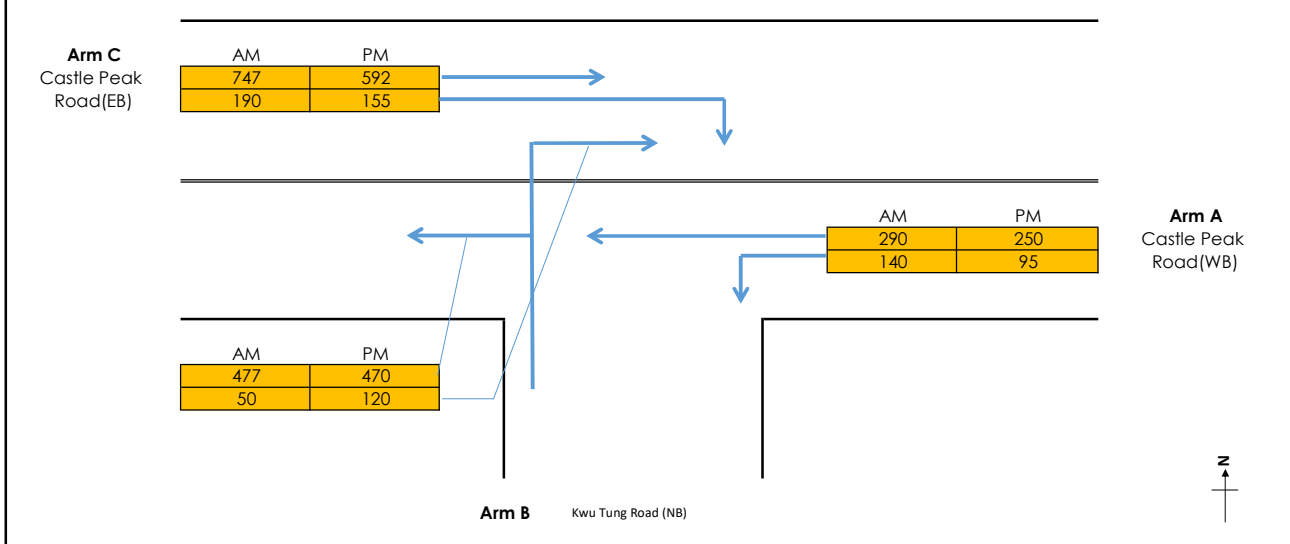 Arm C
Castle Peak
Road(EB)
AM PM
747 592
190 155
AM PM
290 250
140 95
Arm A
Castle Peak
Road(WB)
AM PM
477 470
50 120
Arm B Kwu Tung Road (NB)
N